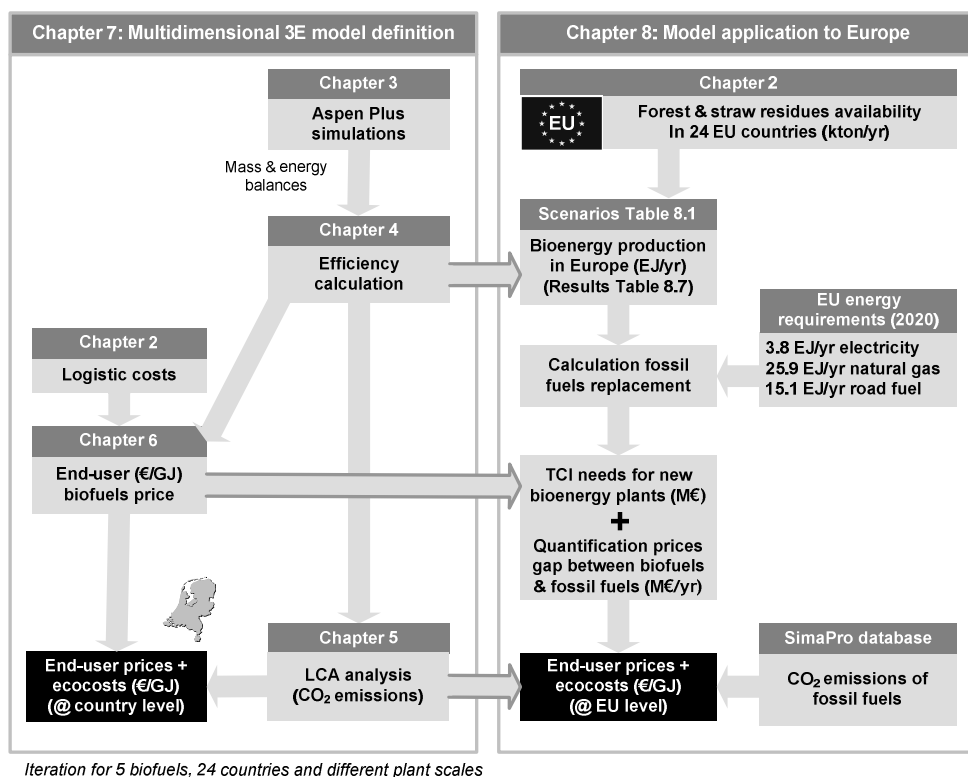 Chapter 7: Multidimensional 3E model definition
Chapter 3
Aspen Plus
simulations
Mass & energy
balances
Chapter 4
Efficiency
calculation
Chapter 2
Logistic costs
Chapter 6
End-user (€/GJ)
biofuels price
Chapter 5
LCA analysis
(CO₂ emissions)
End-user prices +
ecocosts (€/GJ)
(@ country level)
Chapter 8: Model application to Europe
Chapter 2
EU
Forest & straw residues availability
In 24 EU countries (kton/yr)
Scenarios Table 8.1
Bioenergy production
in Europe (EJ/yr)
(Results Table 8.7)
EU energy
requirements (2020)
3.8 EJ/yr electricity
25.9 EJ/yr natural gas
15.1 EJ/yr road fuel
Calculation fossil
fuels replacement
TCI needs for new
bioenergy plants (M€)
+
Quantification prices
gap between biofuels
& fossil fuels (M€/yr)
SimaPro database
CO₂ emissions of
fossil fuels
End-user prices +
ecocosts (€/GJ)
(@ EU level)
Iteration for 5 biofuels, 24 countries and different plant scales